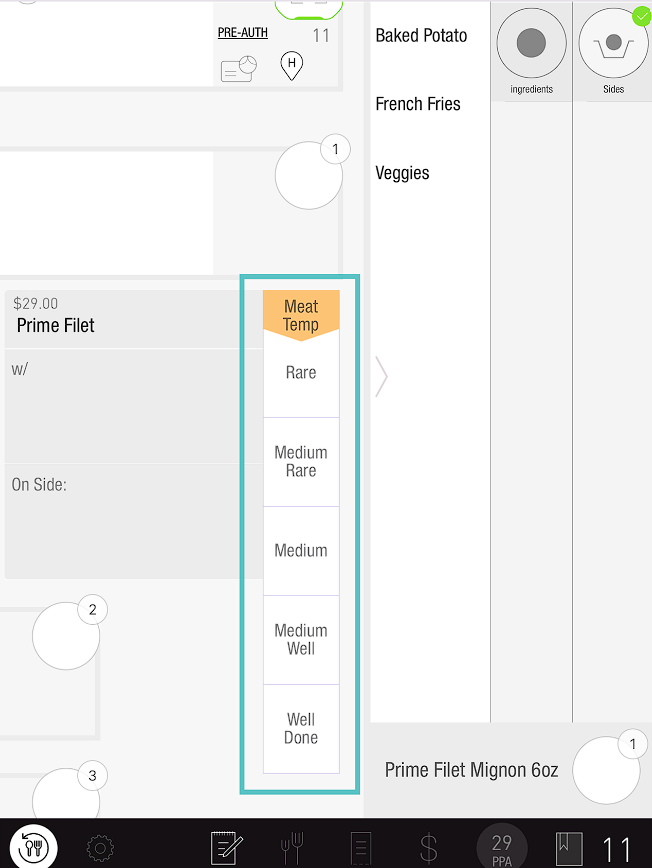 PRE-AUTH
11
H
1
$29.00
Prime Filet
w/
On Side:
Meat
Temp
Rare
Medium
Rare
Medium
Medium
Well
Well
Done
2
3
Baked Potato
French Fries
Veggies
ingredients
Sides
Prime Filet Mignon 6oz
1
29
PPA
$
11